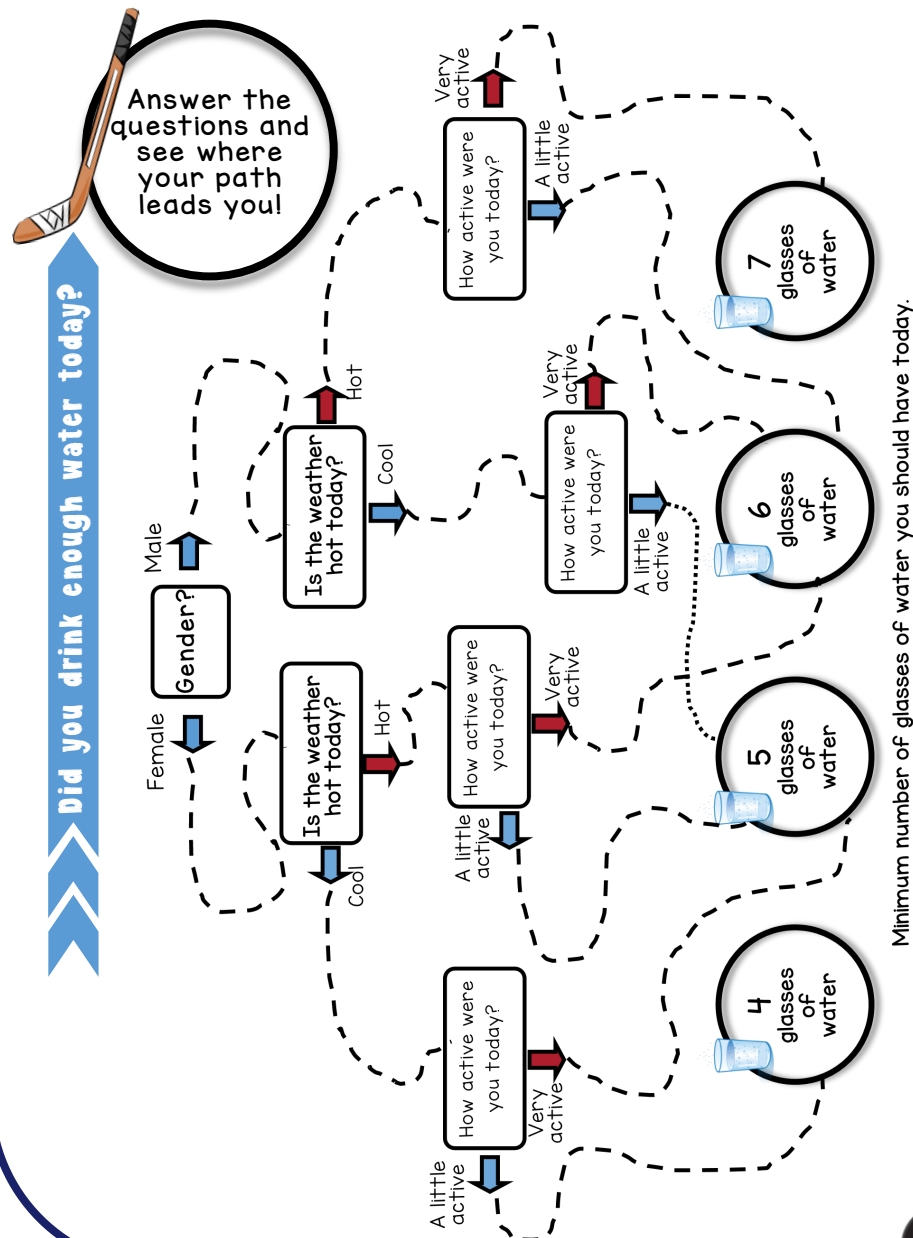 Did you drink enough water today?
Answer the
questions and
see where
your path
leads you!
Gender?
Female
Male
Is the weather
hot today?
Cool
Hot
Is the weather
hot today?
Cool
Hot
How active were
you today?
A little
active
Very
active
How active were
you today?
A little
active
Very
active
How active were
you today?
A little
active
Very
active
How active were
you today?
A little
active
Very
active
4
glasses
of
water
5
glasses
of
water
6
glasses
of
water
7
glasses
of
water
Minimum number of glasses of water you should have today.